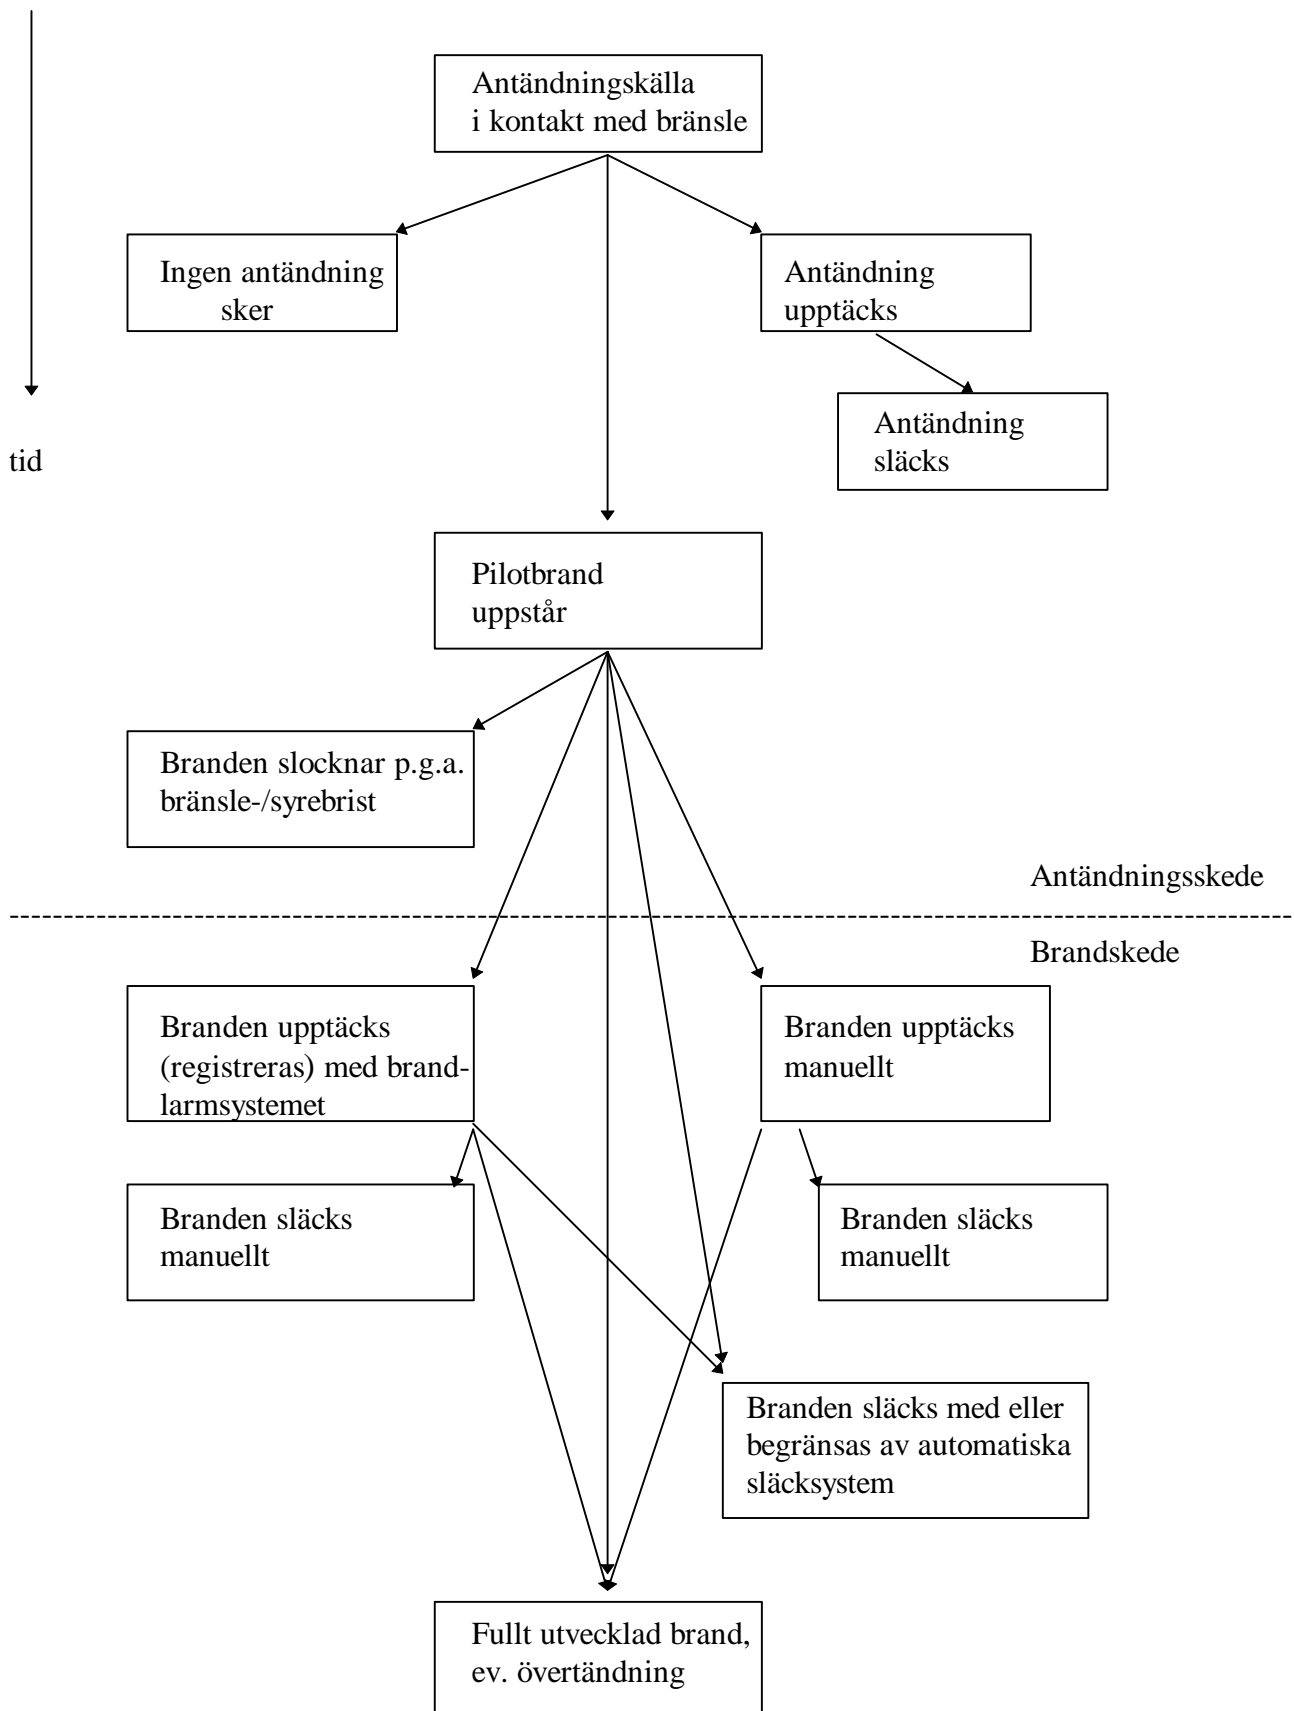 Antändningskälla
i kontakt med bränsle
Ingen antändning
sker
Antändning
upptäcks
Antändning
släcks
tid
Pilotbrand
uppstår
Branden slocknar p.g.a.
bränsle-/syrebrist
Antändningsskede
Brandskede
Branden upptäcks
(registreras) med brand-
larmsystemet
Branden upptäcks
manuellt
Branden släcks
manuellt
Branden släcks
manuellt
Branden släcks med eller
begränsas av automatiska
släcksystem
Fullt utvecklad brand,
ev. övertändning